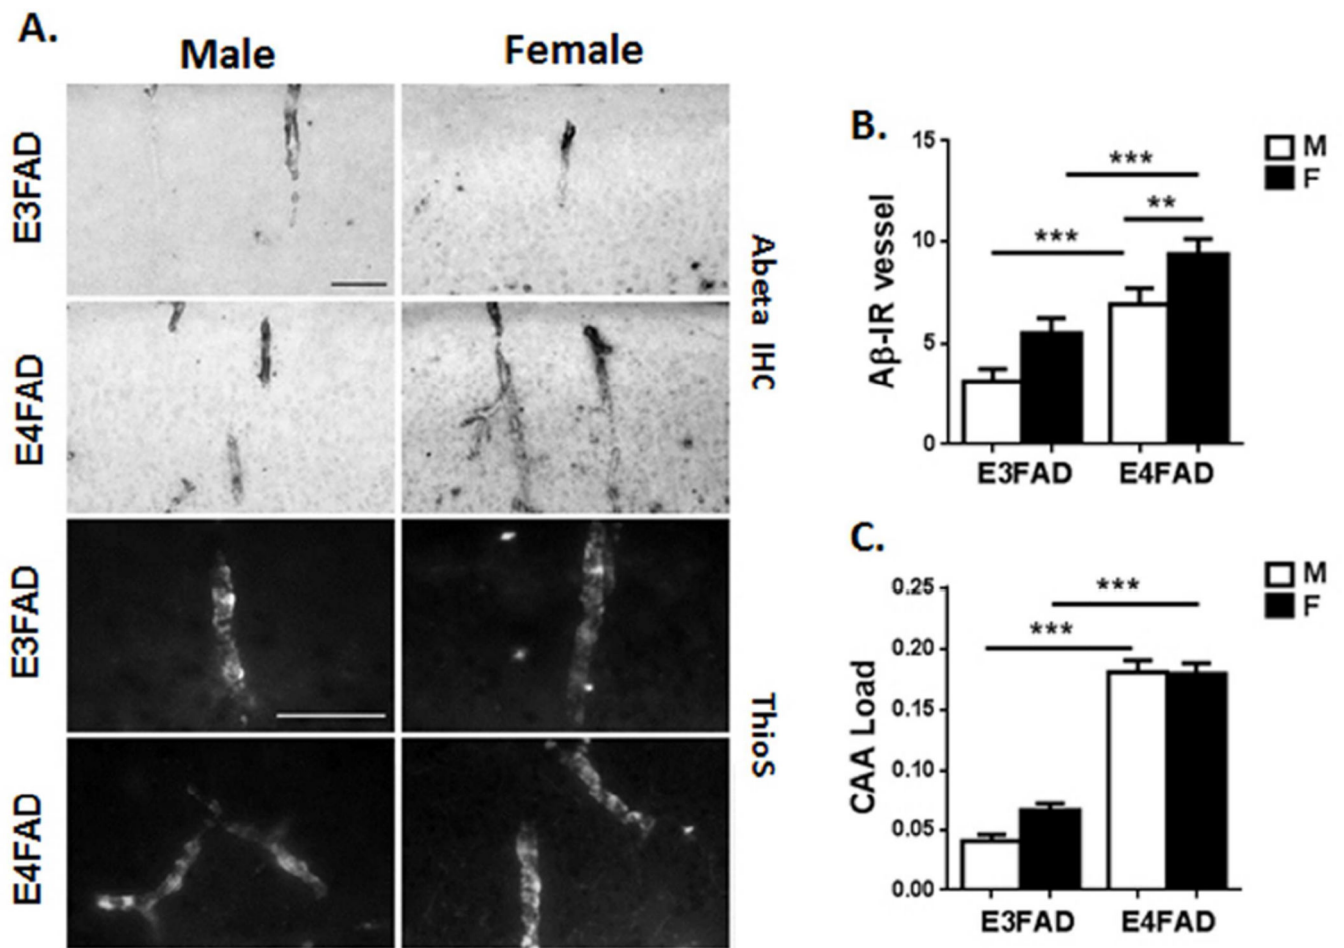 A.
Male
Female
E3FAD
E4FAD
E3FAD
E4FAD
Abeta IHC
ThioS
B.
Aβ-IR vessel
15
10
5
0
***
***
**
M
F
E3FAD
E4FAD
C.
CAA Load
0.25
0.20
0.15
0.10
0.05
0.00
***
***
M
F
E3FAD
E4FAD